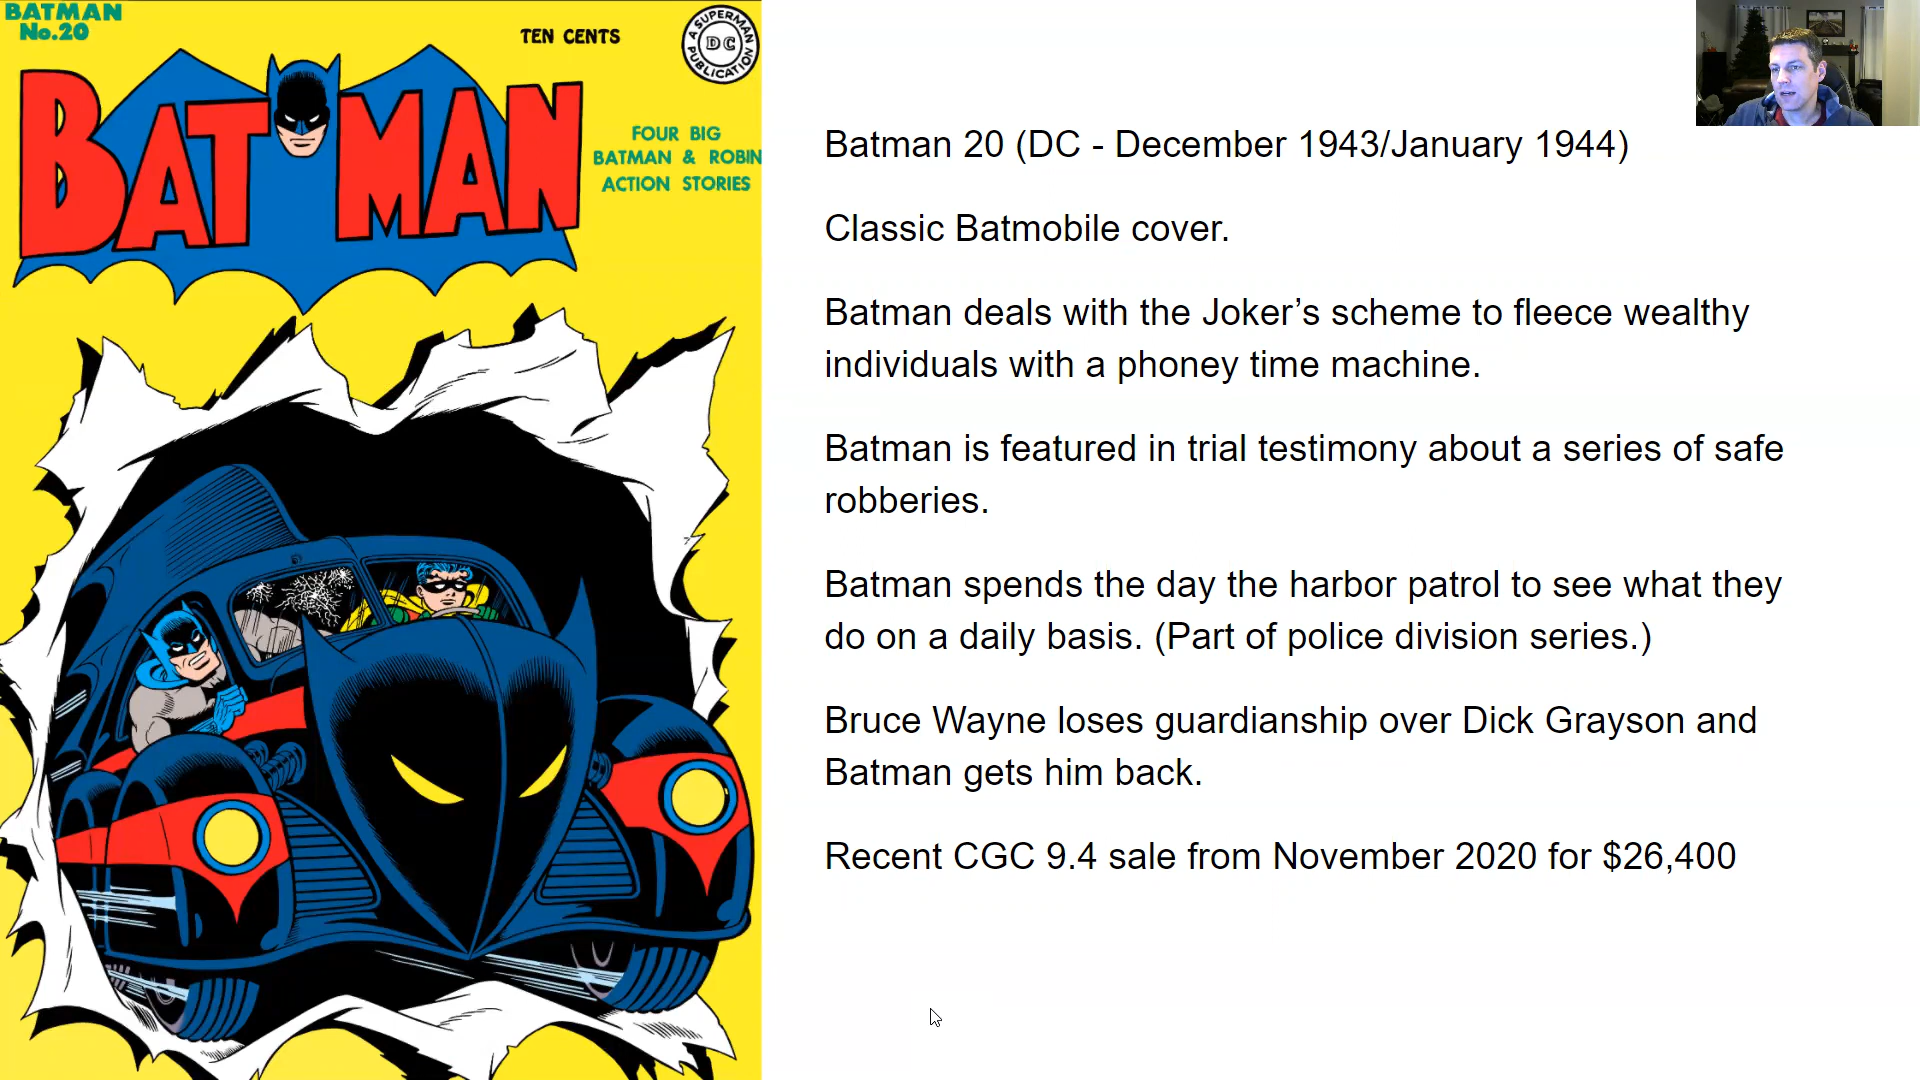 BATMAN
No.20
TEN CENTS
A SUPERMAN
DC
PUBLICATION
BATMAN
FOUR BIG
BATMAN & ROBIN
ACTION STORIES
Batman 20 (DC - December 1943/January 1944)
Classic Batmobile cover.
Batman deals with the Joker’s scheme to fleece wealthy
individuals with a phoney time machine.
Batman is featured in trial testimony about a series of safe
robberies.
Batman spends the day the harbor patrol to see what they
do on a daily basis. (Part of police division series.)
Bruce Wayne loses guardianship over Dick Grayson and
Batman gets him back.
Recent CGC 9.4 sale from November 2020 for $26,400